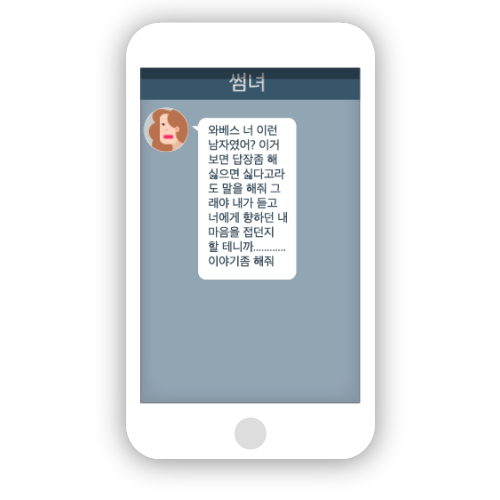 썸녀
와베스 너 이런
남자였어? 이거
보면 답장좀 해
싫으면 싫다고라
도 말을 해줘 그
래야 내가 듣고
너에게 향하던 내
마음을 접던지
할 테니까............
이야기좀 해줘